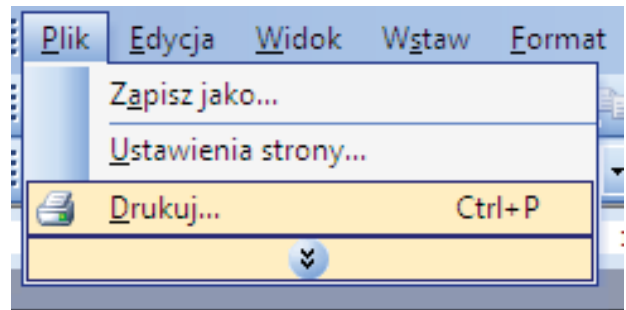 Plik Edycja Widok Wstaw Format
Zapisz jako...
Ustawienia strony...
Drukuj... Ctrl+P